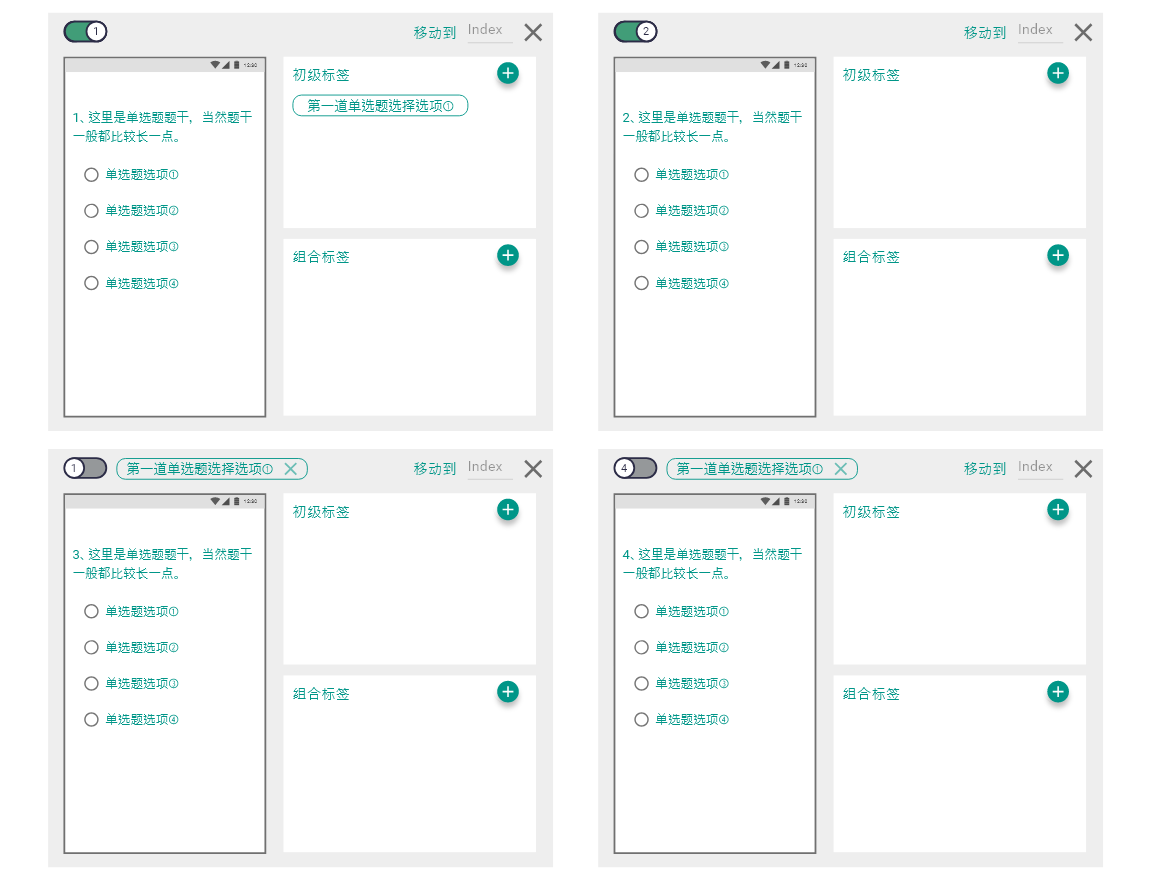 1 移动到 Index
12:30
1、这里是单选题题干，当然题干
一般都比较长一点。
单选题选项①
单选题选项②
单选题选项③
单选题选项④
初级标签
第一道单选题选择选项①
组合标签
2 移动到 Index
12:30
2、这里是单选题题干，当然题干
一般都比较长一点。
单选题选项①
单选题选项②
单选题选项③
单选题选项④
初级标签
组合标签
1 第一道单选题选择选项① 移动到 Index
12:30
3、这里是单选题题干，当然题干
一般都比较长一点。
单选题选项①
单选题选项②
单选题选项③
单选题选项④
初级标签
组合标签
4 第一道单选题选择选项① 移动到 Index
12:30
4、这里是单选题题干，当然题干
一般都比较长一点。
单选题选项①
单选题选项②
单选题选项③
单选题选项④
初级标签
组合标签